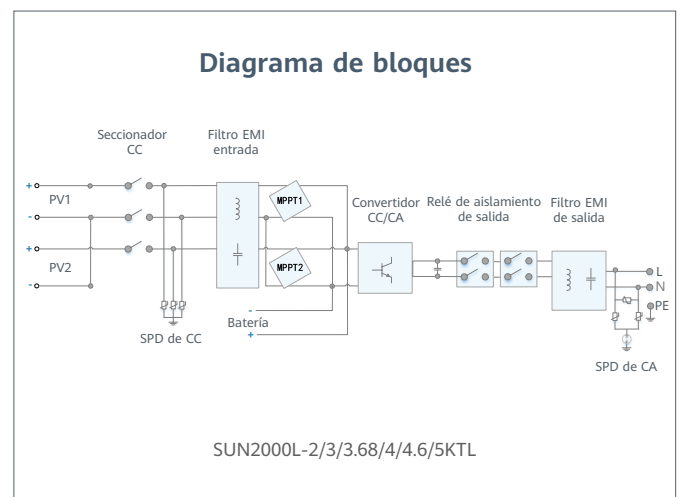 Diagrama de bloques
Seccionador
CC
Filtro EMI
entrada
+
PV1
-
+
PV2
-
MPPT1
MPPT2
Convertidor
CC/CA
Relé de aislamiento
de salida
Filtro EMI
de salida
L
N
PE
-
Batería
+
SPD de CC
SPD de CA
SUN2000L-2/3/3.68/4/4.6/5KTL